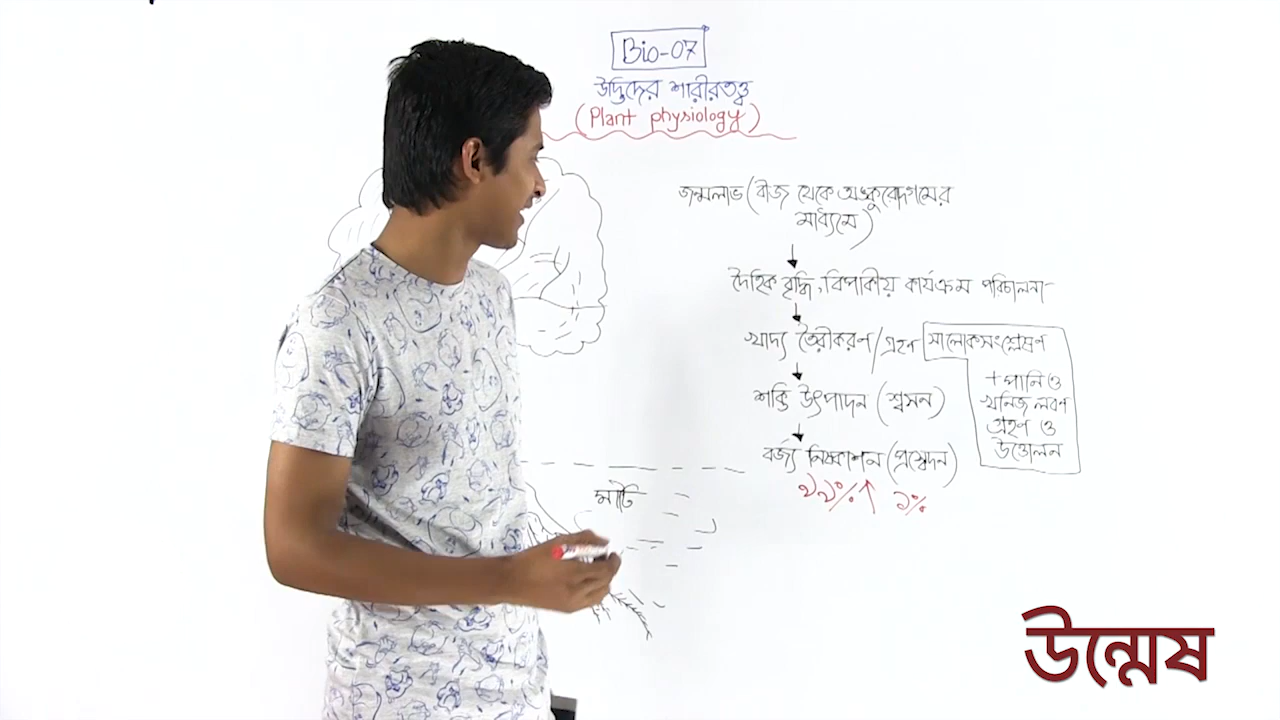 Bio-07
উদ্ভিদের শারীরতত্ত্ব
(Plant physiology)
জন্মলাভ (বীজ থেকে অঙ্কুরোদগমের
মাধ্যমে)
দৈহিক বৃদ্ধি, বিপাকীয় কার্যক্রম পরিচালনা
খাদ্য তৈরীকরণ/গ্রহণ সালোকসংশ্লেষণ
+ পানি ও
খনিজ লবণ
গ্রহণ ও
উত্তোলন
শক্তি উৎপাদন (শ্বসন)
বর্জ্য নিষ্কাশন (প্রস্বেদন)
৯৯%↑ ১%
মাটি
উন্মেষ